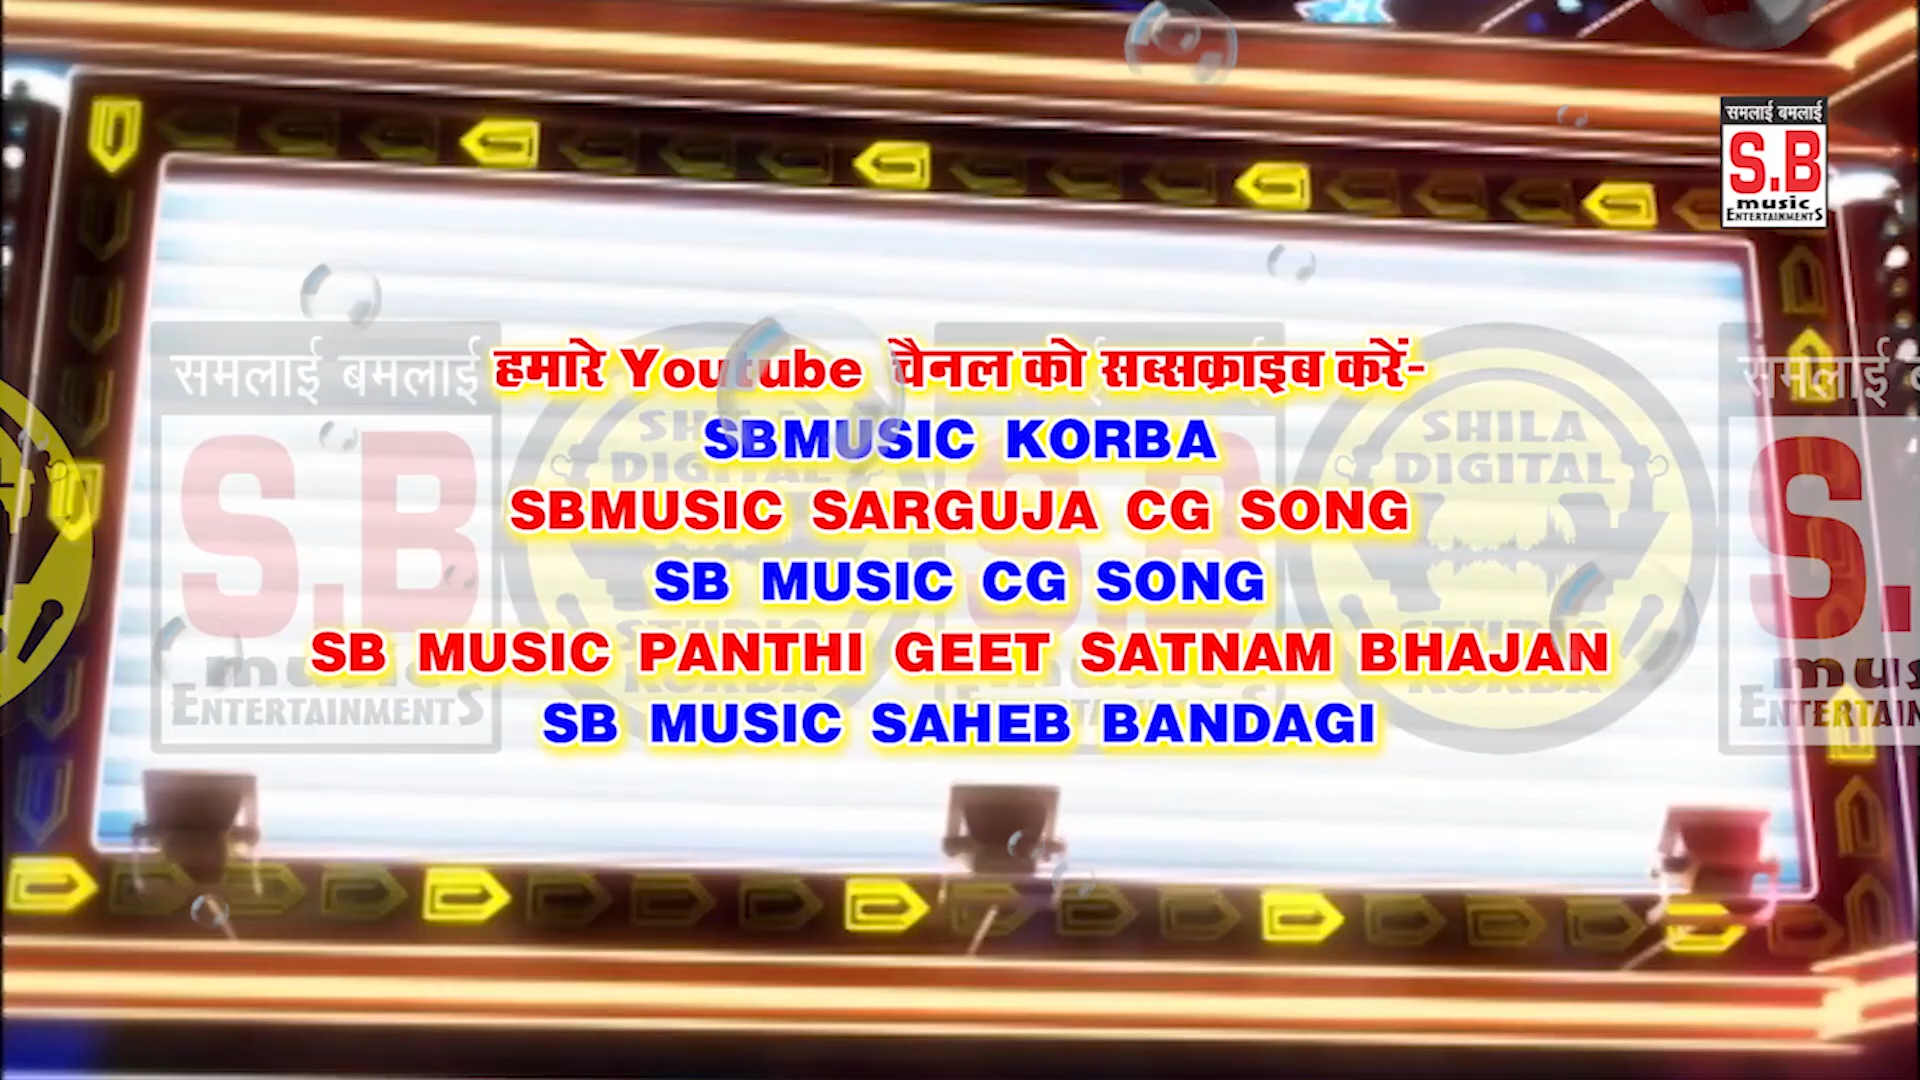 समलाई बमलाई
S.B
music
ENTERTAINMENTS
हमारे Youtube चैनल को सब्सक्राइब करें-
SBMUSIC KORBA
SBMUSIC SARGUJA CG SONG
SB MUSIC CG SONG
SB MUSIC PANTHI GEET SATNAM BHAJAN
SB MUSIC SAHEB BANDAGI
समलाई बमलाई
S.B
music
ENTERTAINMENTS
SHILA
DIGITAL
STUDIO
KORBA